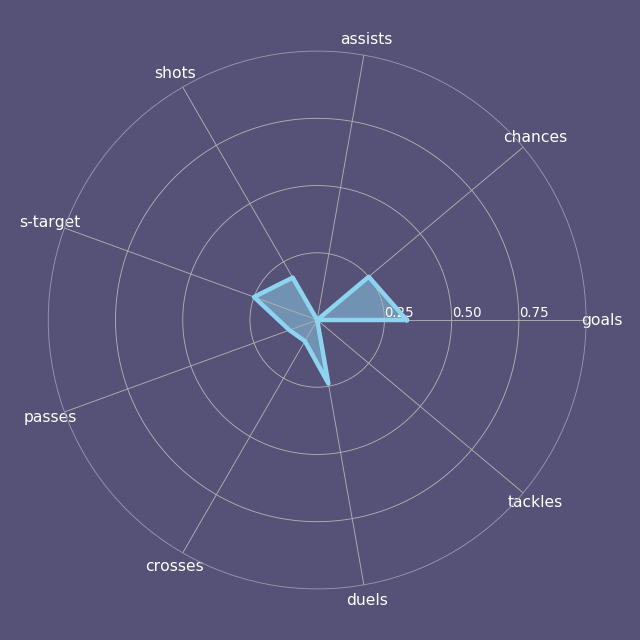 assists
shots
chances
s-target
0.25
0.50
0.75
goals
passes
tackles
crosses
duels